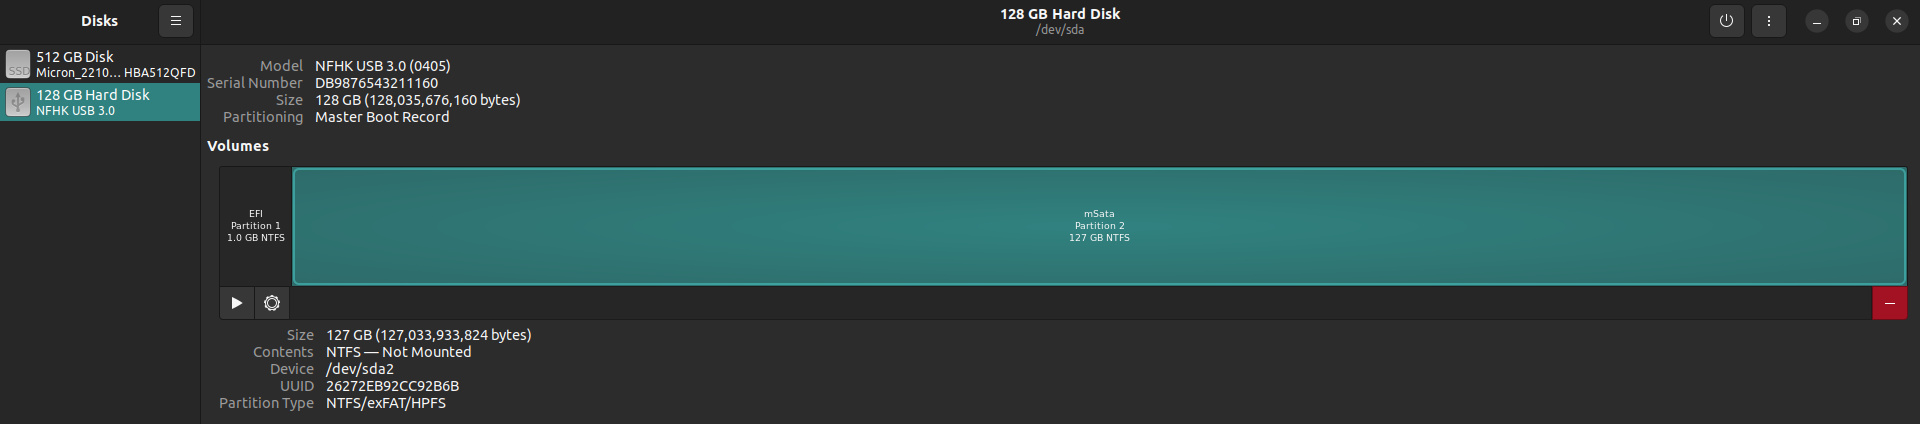 Disks
128 GB Hard Disk
/dev/sda
512 GB Disk
Micron_2210... HBA512QFD
SSD
128 GB Hard Disk
NFHK USB 3.0
Model NFHK USB 3.0 (0405)
Serial Number DB9876543211160
Size 128 GB (128,035,676,160 bytes)
Partitioning Master Boot Record
Volumes
EFI
Partition 1
1.0 GB NTFS
mSata
Partition 2
127 GB NTFS
Size 127 GB (127,033,933,824 bytes)
Contents NTFS — Not Mounted
Device /dev/sda2
UUID 26272EB92CC92B6B
Partition Type NTFS/exFAT/HPFS